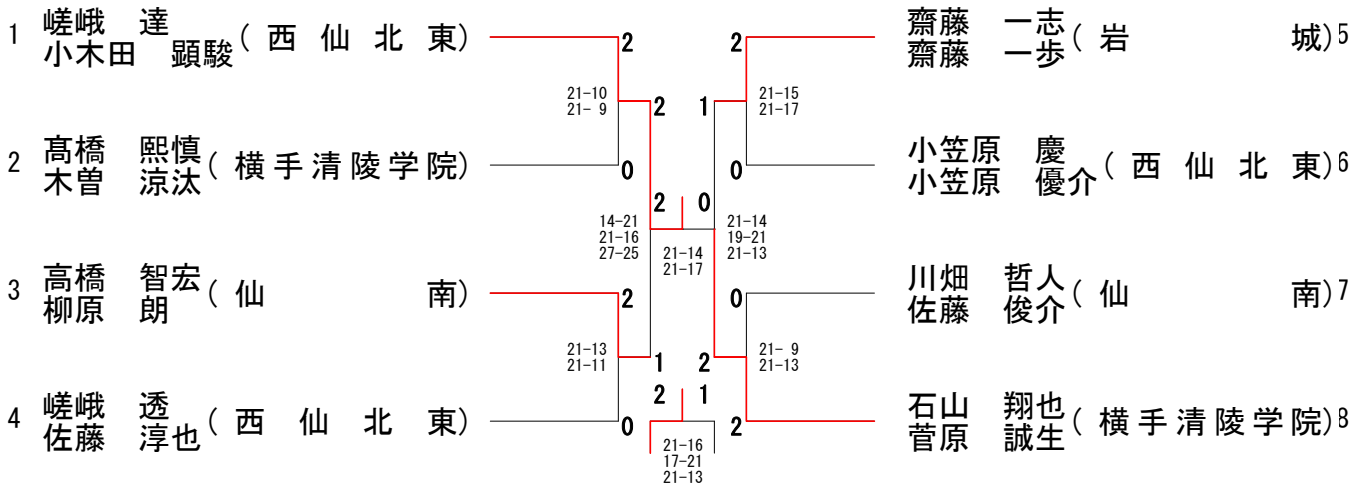 1 嵯峨 達
小木田 顕駿 (西仙北東)
2 髙橋 熙慎
木曽 涼汰 (横手清陵学院)
3 高橋 智宏
柳原 朗 (仙南)
4 嵯峨 透
佐藤 淳也 (西仙北東)
2
21-10
21- 9
0
2
14-21
21-16
27-25
2
21-13
21-11
1
0
2 0
21-14
21-17
2 1
21-16
17-21
21-13
2
1
21-15
21-17
0
21-14
19-21
21-13
0
21- 9
21-13
2
2
齋藤 一志
齋藤 一歩 (岩城) 5
小笠原 慶
小笠原 優介 (西仙北東) 6
川畑 哲人
佐藤 俊介 (仙南) 7
石山 翔也
菅原 誠生 (横手清陵学院) 8